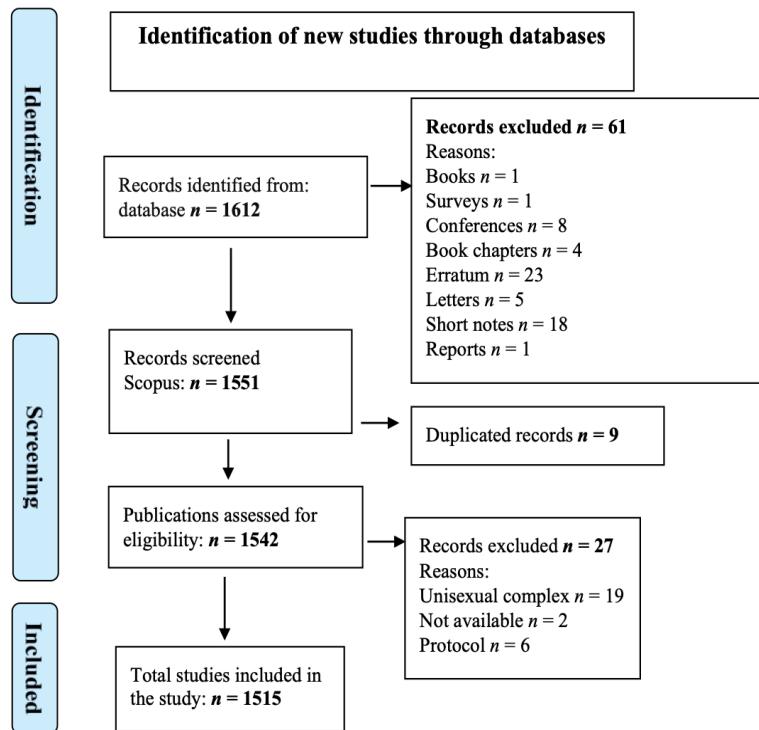 Identification of new studies through databases
Identification
Records identified from:
database n = 1612
Records excluded n = 61
Reasons:
Books n = 1
Surveys n = 1
Conferences n = 8
Book chapters n = 4
Erratum n = 23
Letters n = 5
Short notes n = 18
Reports n = 1
Screening
Records screened
Scopus: n = 1551
Duplicated records n = 9
Publications assessed for
eligibility: n = 1542
Records excluded n = 27
Reasons:
Unisexual complex n = 19
Not available n = 2
Protocol n = 6
Included
Total studies included in
the study: n = 1515